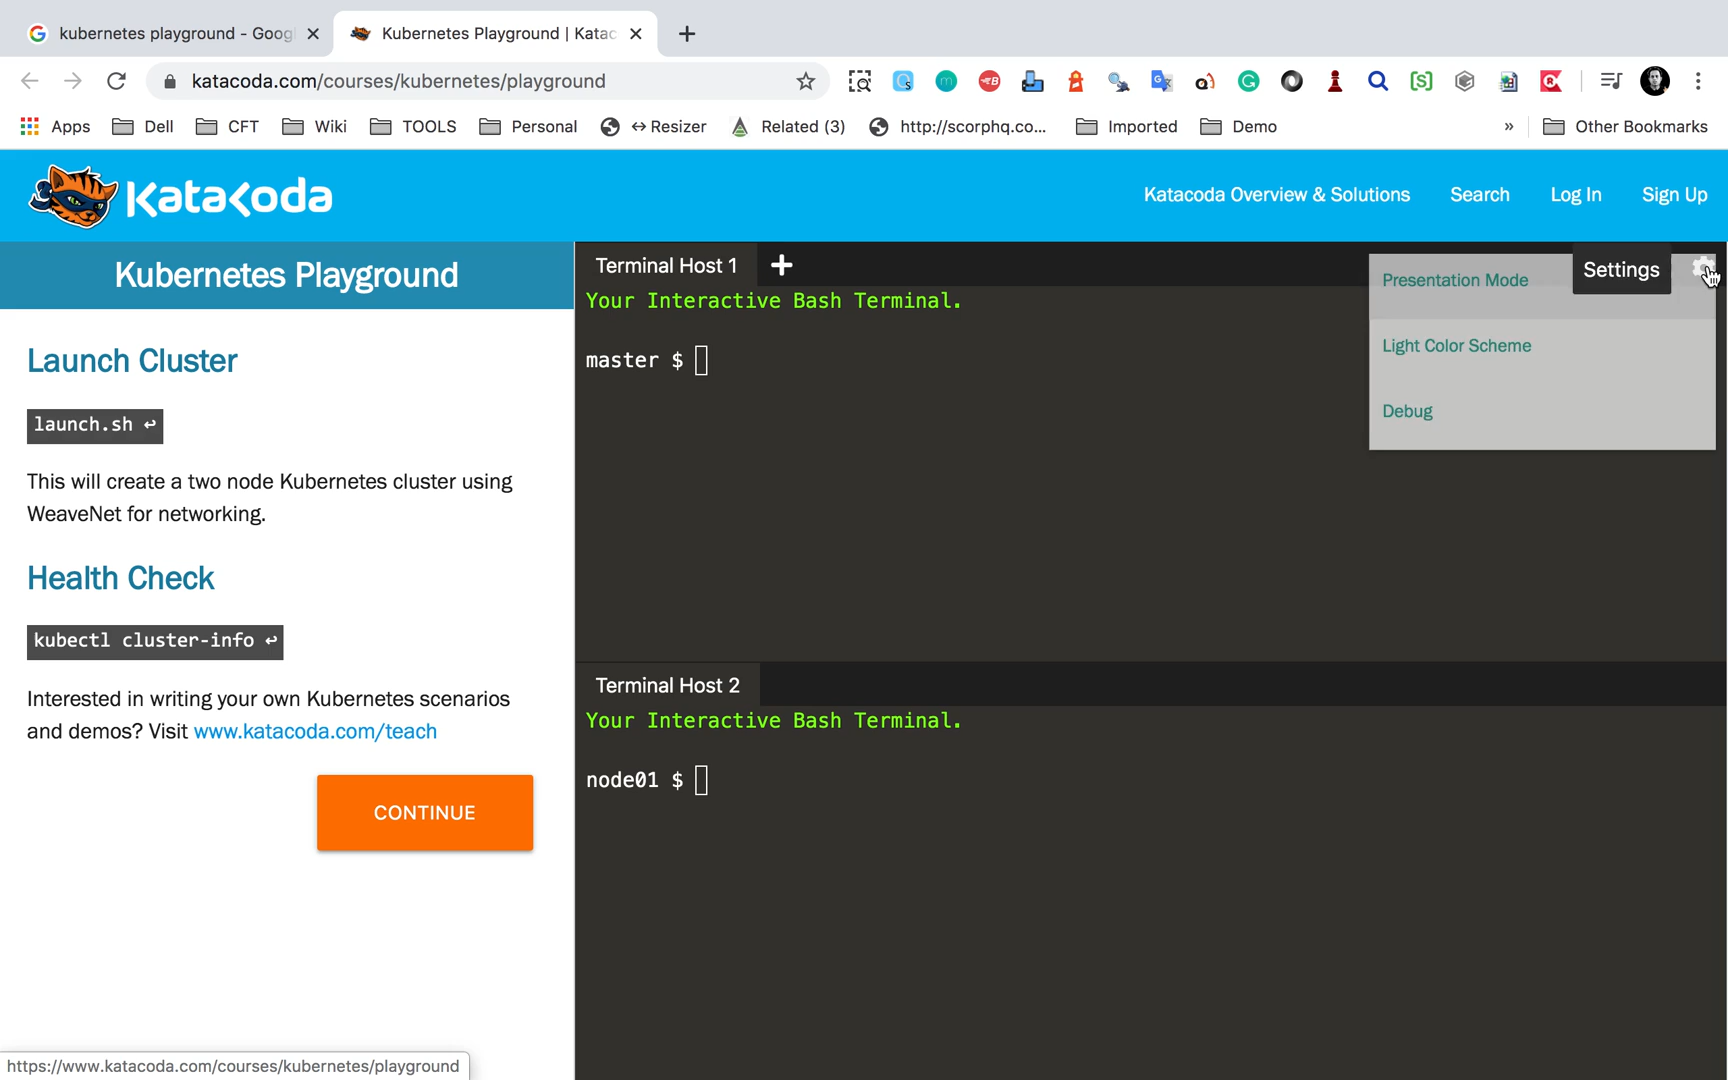 kubernetes playground - Goog
Kubernetes Playground | Katac
katacoda.com/courses/kubernetes/playground
Apps
Dell
CFT
Wiki
TOOLS
Personal
↔Resizer
Related (3)
http://scorphq.co...
Imported
Demo
»
Other Bookmarks
Katacoda
Katacoda Overview & Solutions
Search
Log In
Sign Up
Kubernetes Playground
Launch Cluster
launch.sh ↩
This will create a two node Kubernetes cluster using
WeaveNet for networking.
Health Check
kubectl cluster-info ↩
Interested in writing your own Kubernetes scenarios
and demos? Visit www.katacoda.com/teach
CONTINUE
Terminal Host 1
Your Interactive Bash Terminal.
master $
Settings
Presentation Mode
Light Color Scheme
Debug
Terminal Host 2
Your Interactive Bash Terminal.
node01 $
https://www.katacoda.com/courses/kubernetes/playground